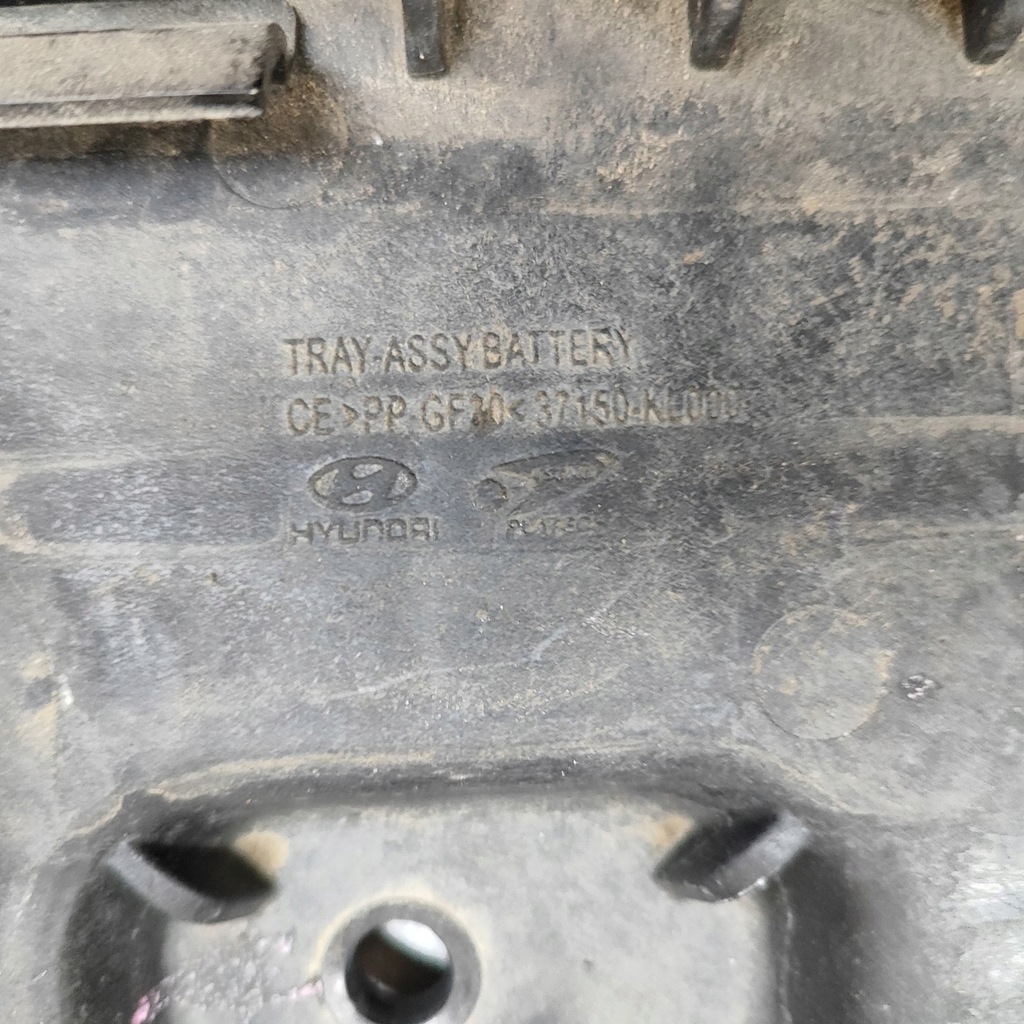 TRAY-ASSY BATTERY
CE >PP GF30< 37150-KL000
HYUNDAI